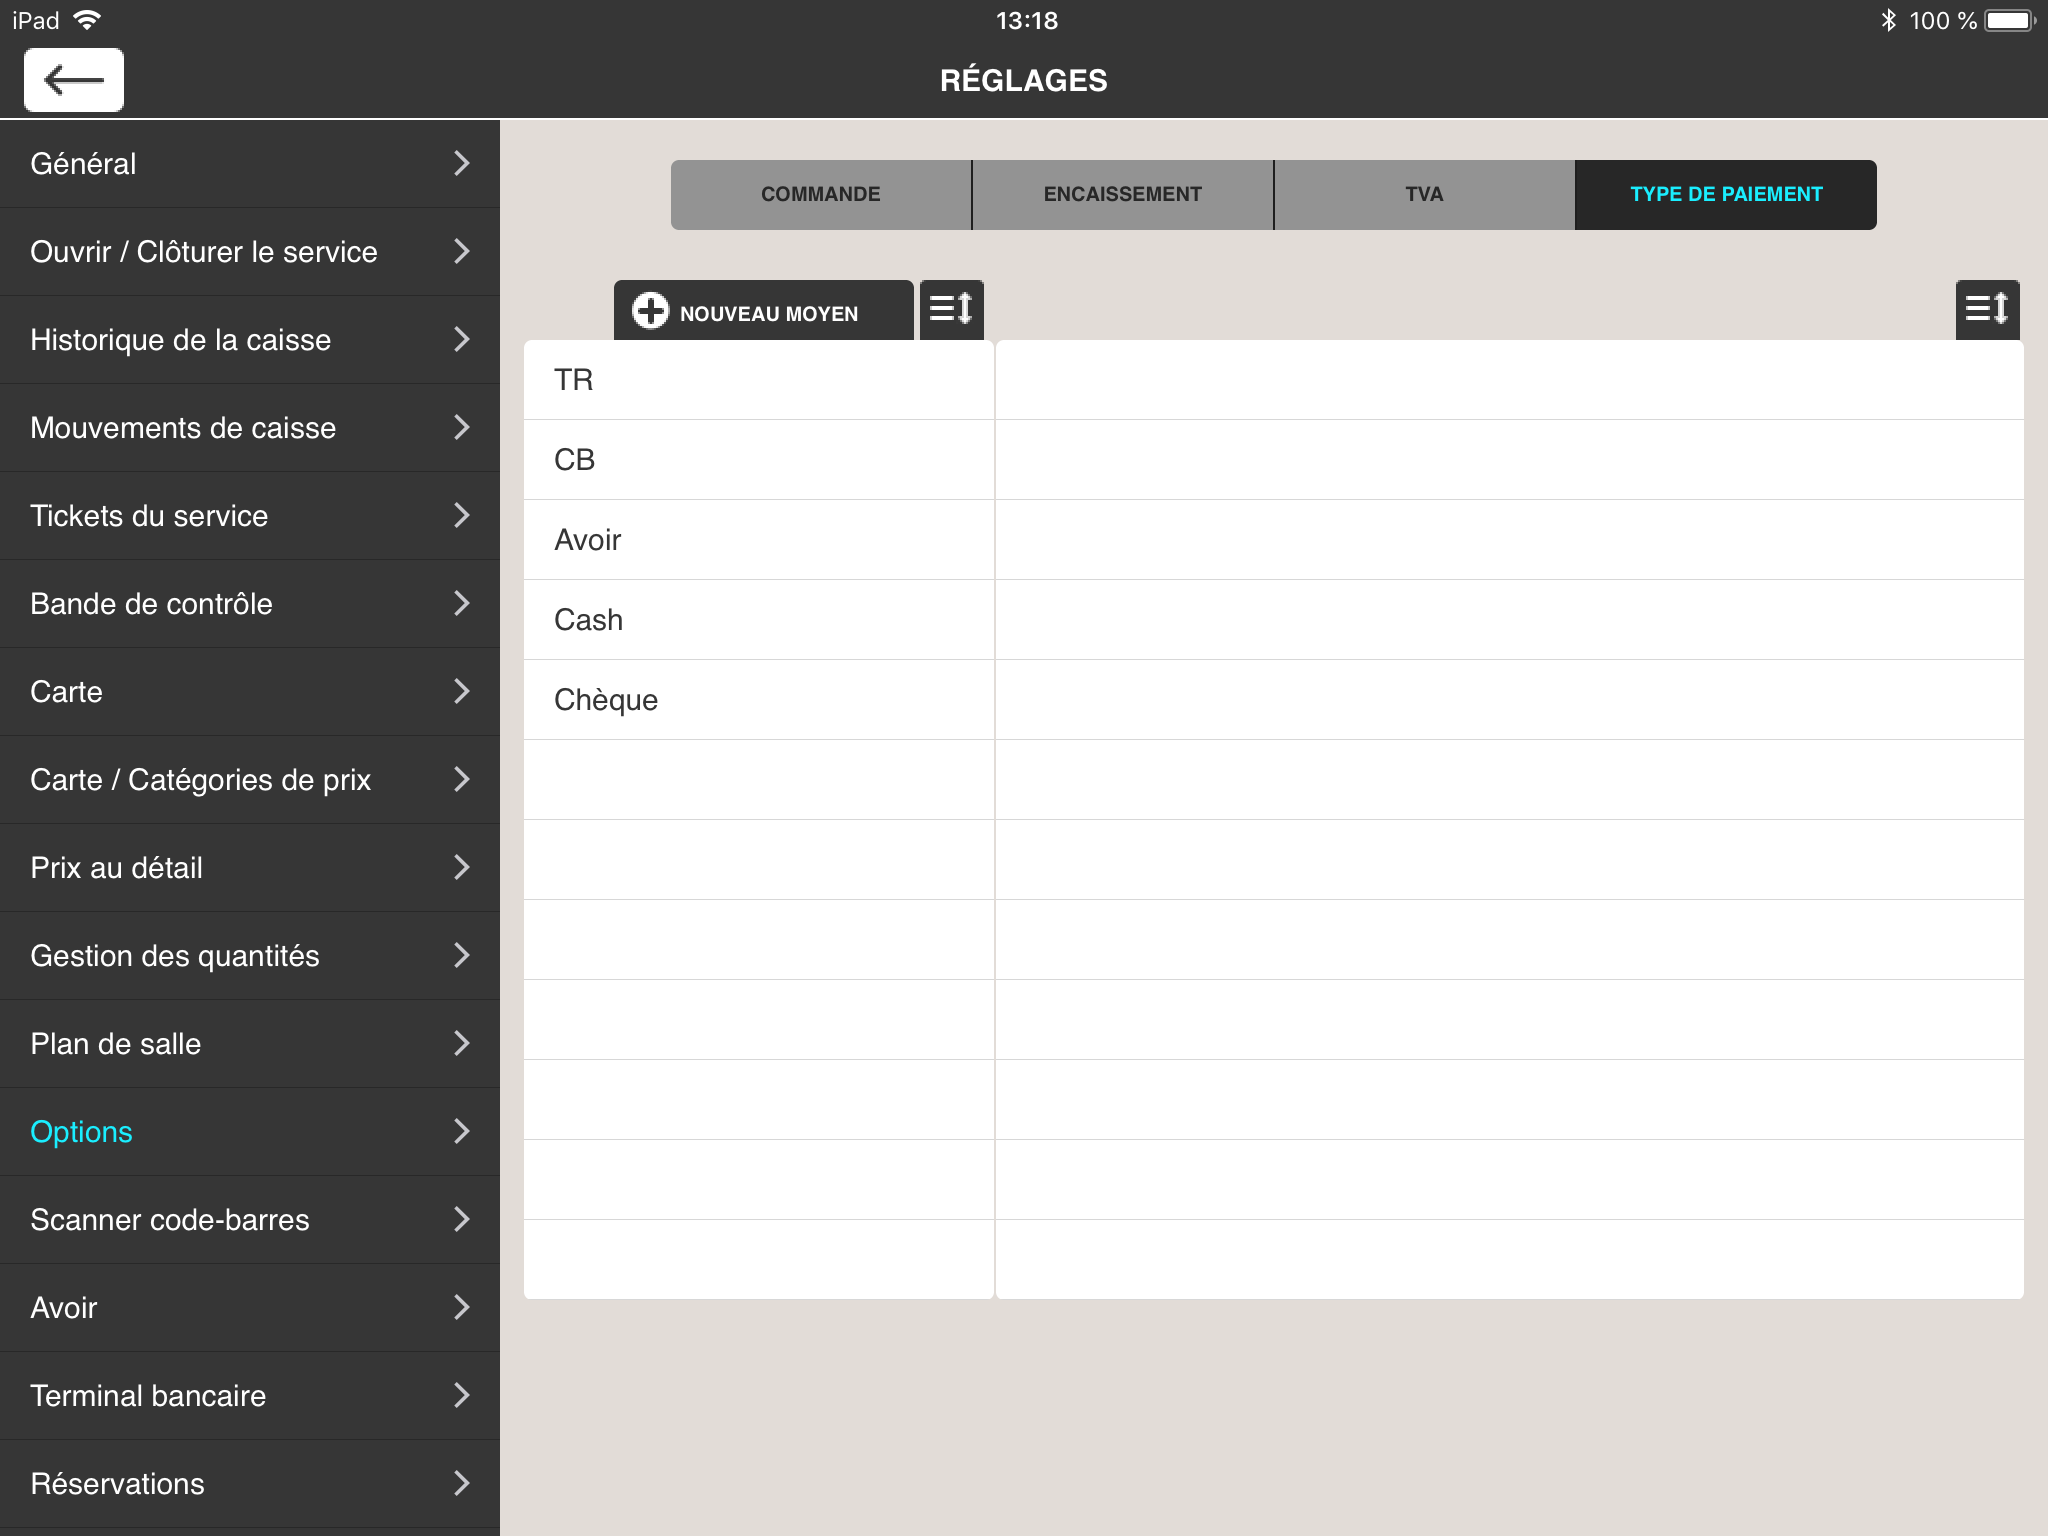 iPad
13:18
100 %
RÉGLAGES
Général
Ouvrir / Clôturer le service
Historique de la caisse
Mouvements de caisse
Tickets du service
Bande de contrôle
Carte
Carte / Catégories de prix
Prix au détail
Gestion des quantités
Plan de salle
Options
Scanner code-barres
Avoir
Terminal bancaire
Réservations
COMMANDE
ENCAISSEMENT
TVA
TYPE DE PAIEMENT
NOUVEAU MOYEN
TR
CB
Avoir
Cash
Chèque